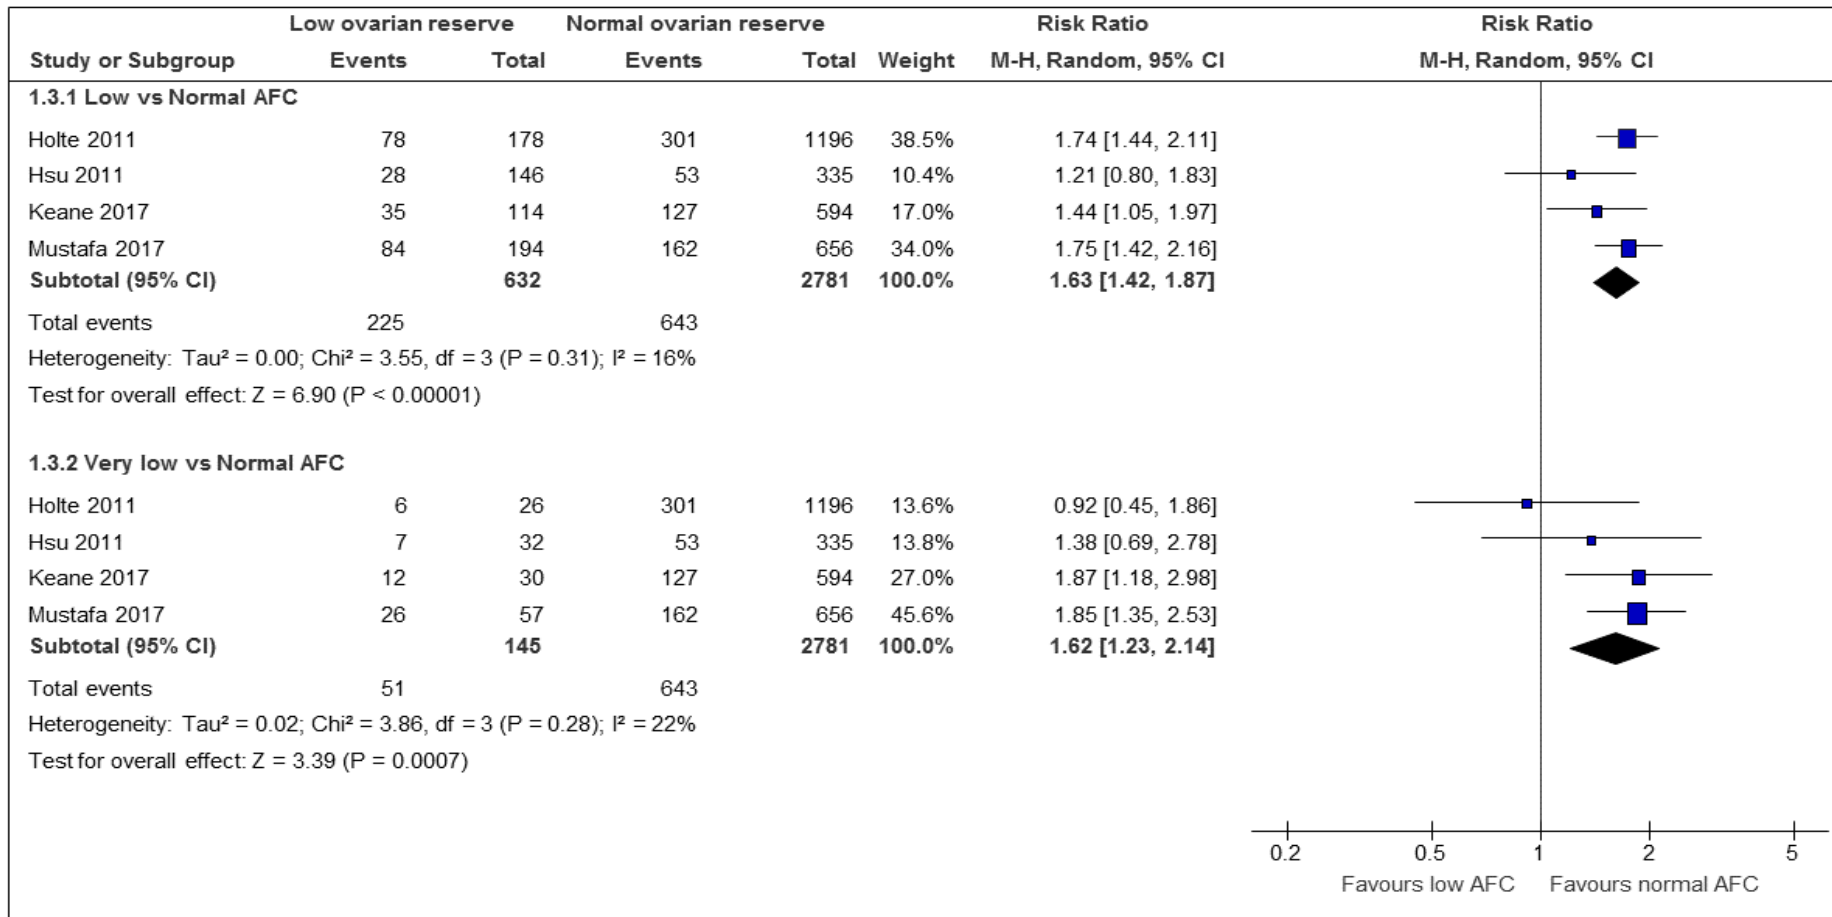 Low ovarian reserve Normal ovarian reserve Risk Ratio Risk Ratio
Study or Subgroup Events Total Events Total Weight M-H, Random, 95% CI M-H, Random, 95% CI
1.3.1 Low vs Normal AFC
Holte 2011 78 178 301 1196 38.5% 1.74 [1.44, 2.11]
Hsu 2011 28 146 53 335 10.4% 1.21 [0.80, 1.83]
Keane 2017 35 114 127 594 17.0% 1.44 [1.05, 1.97]
Mustafa 2017 84 194 162 656 34.0% 1.75 [1.42, 2.16]
Subtotal (95% CI) 632 2781 100.0% 1.63 [1.42, 1.87]
Total events 225 643
Heterogeneity: Tau² = 0.00; Chi² = 3.55, df = 3 (P = 0.31); I² = 16%
Test for overall effect: Z = 6.90 (P < 0.00001)
1.3.2 Very low vs Normal AFC
Holte 2011 6 26 301 1196 13.6% 0.92 [0.45, 1.86]
Hsu 2011 7 32 53 335 13.8% 1.38 [0.69, 2.78]
Keane 2017 12 30 127 594 27.0% 1.87 [1.18, 2.98]
Mustafa 2017 26 57 162 656 45.6% 1.85 [1.35, 2.53]
Subtotal (95% CI) 145 2781 100.0% 1.62 [1.23, 2.14]
Total events 51 643
Heterogeneity: Tau² = 0.02; Chi² = 3.86, df = 3 (P = 0.28); I² = 22%
Test for overall effect: Z = 3.39 (P = 0.0007)
0.2 0.5 1 2 5
Favours low AFC Favours normal AFC